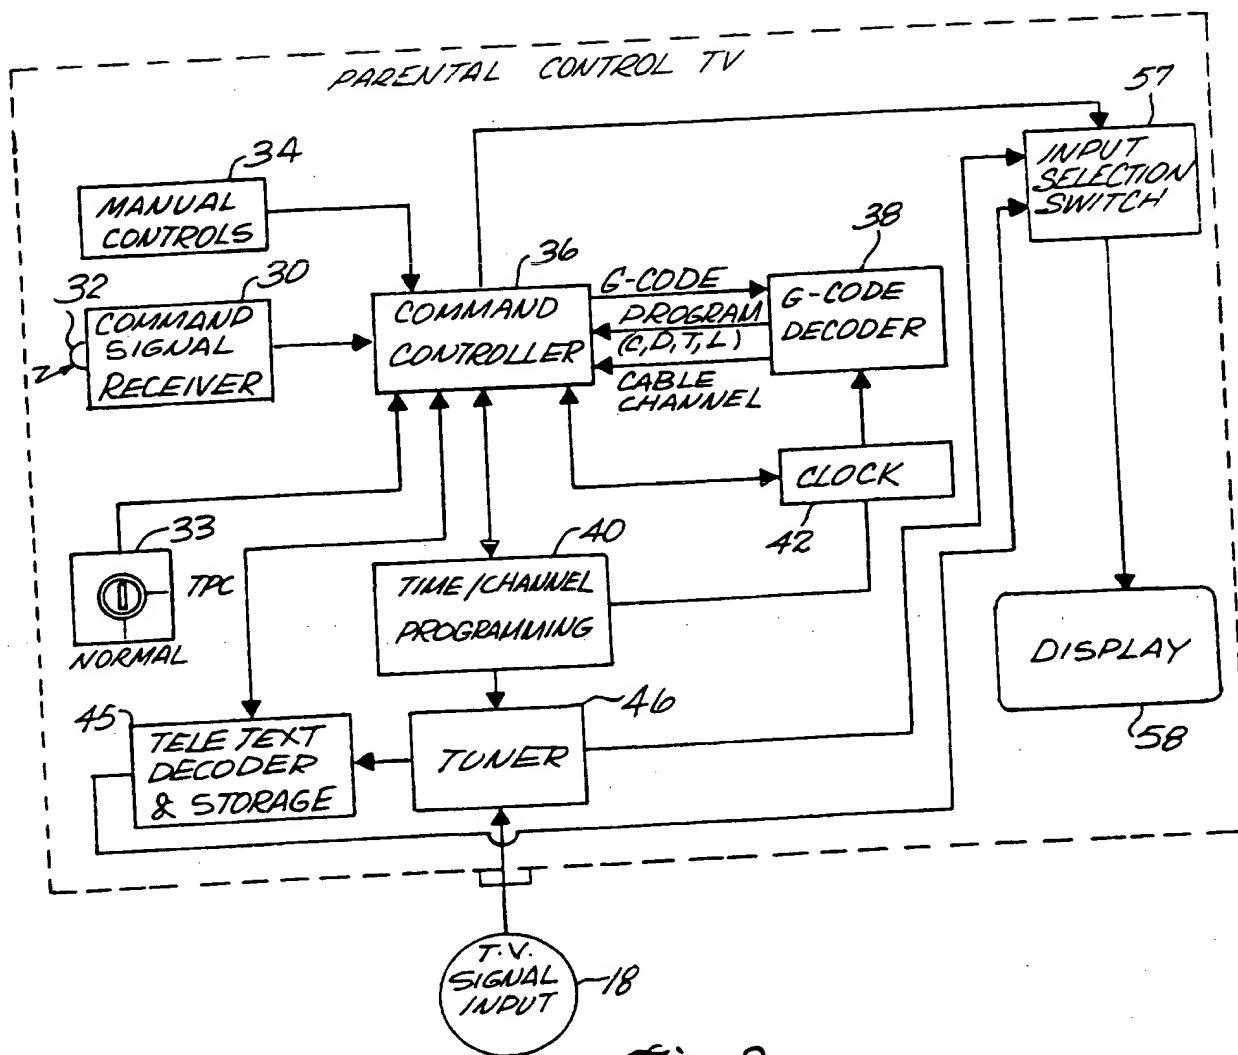 PARENTAL CONTROL TV
57
INPUT
SELECTION
SWITCH
34
MANUAL
CONTROLS
38
36
32
30
COMMAND
SIGNAL
RECEIVER
COMMAND
CONTROLLER
G-CODE
PROGRAM
(C,D,T,L)
CABLE
CHANNEL
G-CODE
DECODER
CLOCK
42
33
TPC
NORMAL
40
TIME/CHANNEL
PROGRAMMING
DISPLAY
58
45
TELE TEXT
DECODER
& STORAGE
46
TUNER
T.V.
SIGNAL
INPUT
18